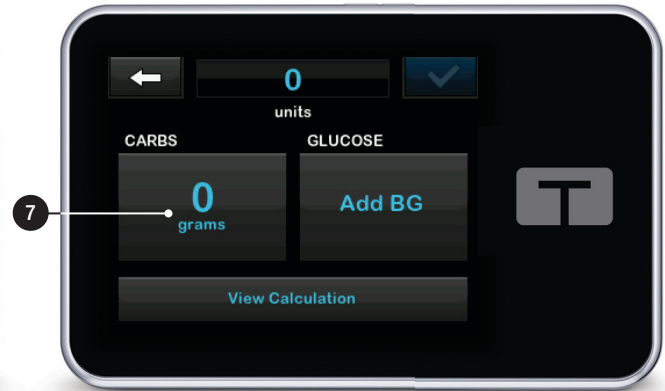 0
units
CARBS
GLUCOSE
7
0
grams
Add BG
View Calculation